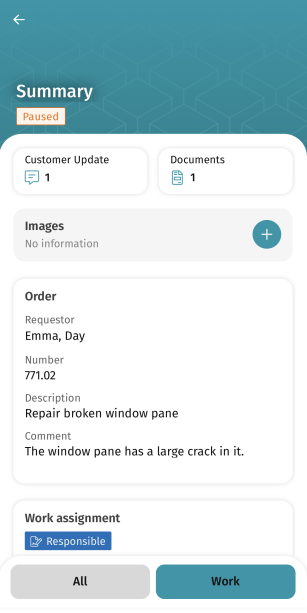 Summary
Paused
Customer Update
1
Documents
1
Images
No information
Order
Requestor
Emma, Day
Number
771.02
Description
Repair broken window pane
Comment
The window pane has a large crack in it.
Work assignment
Responsible
All
Work